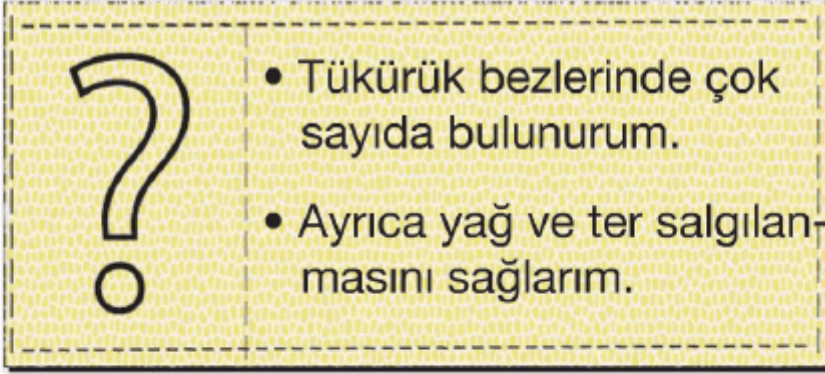 ?
• Tükürük bezlerinde çok
sayıda bulunurum.
• Ayrıca yağ ve ter salgılan-
masını sağlarım.